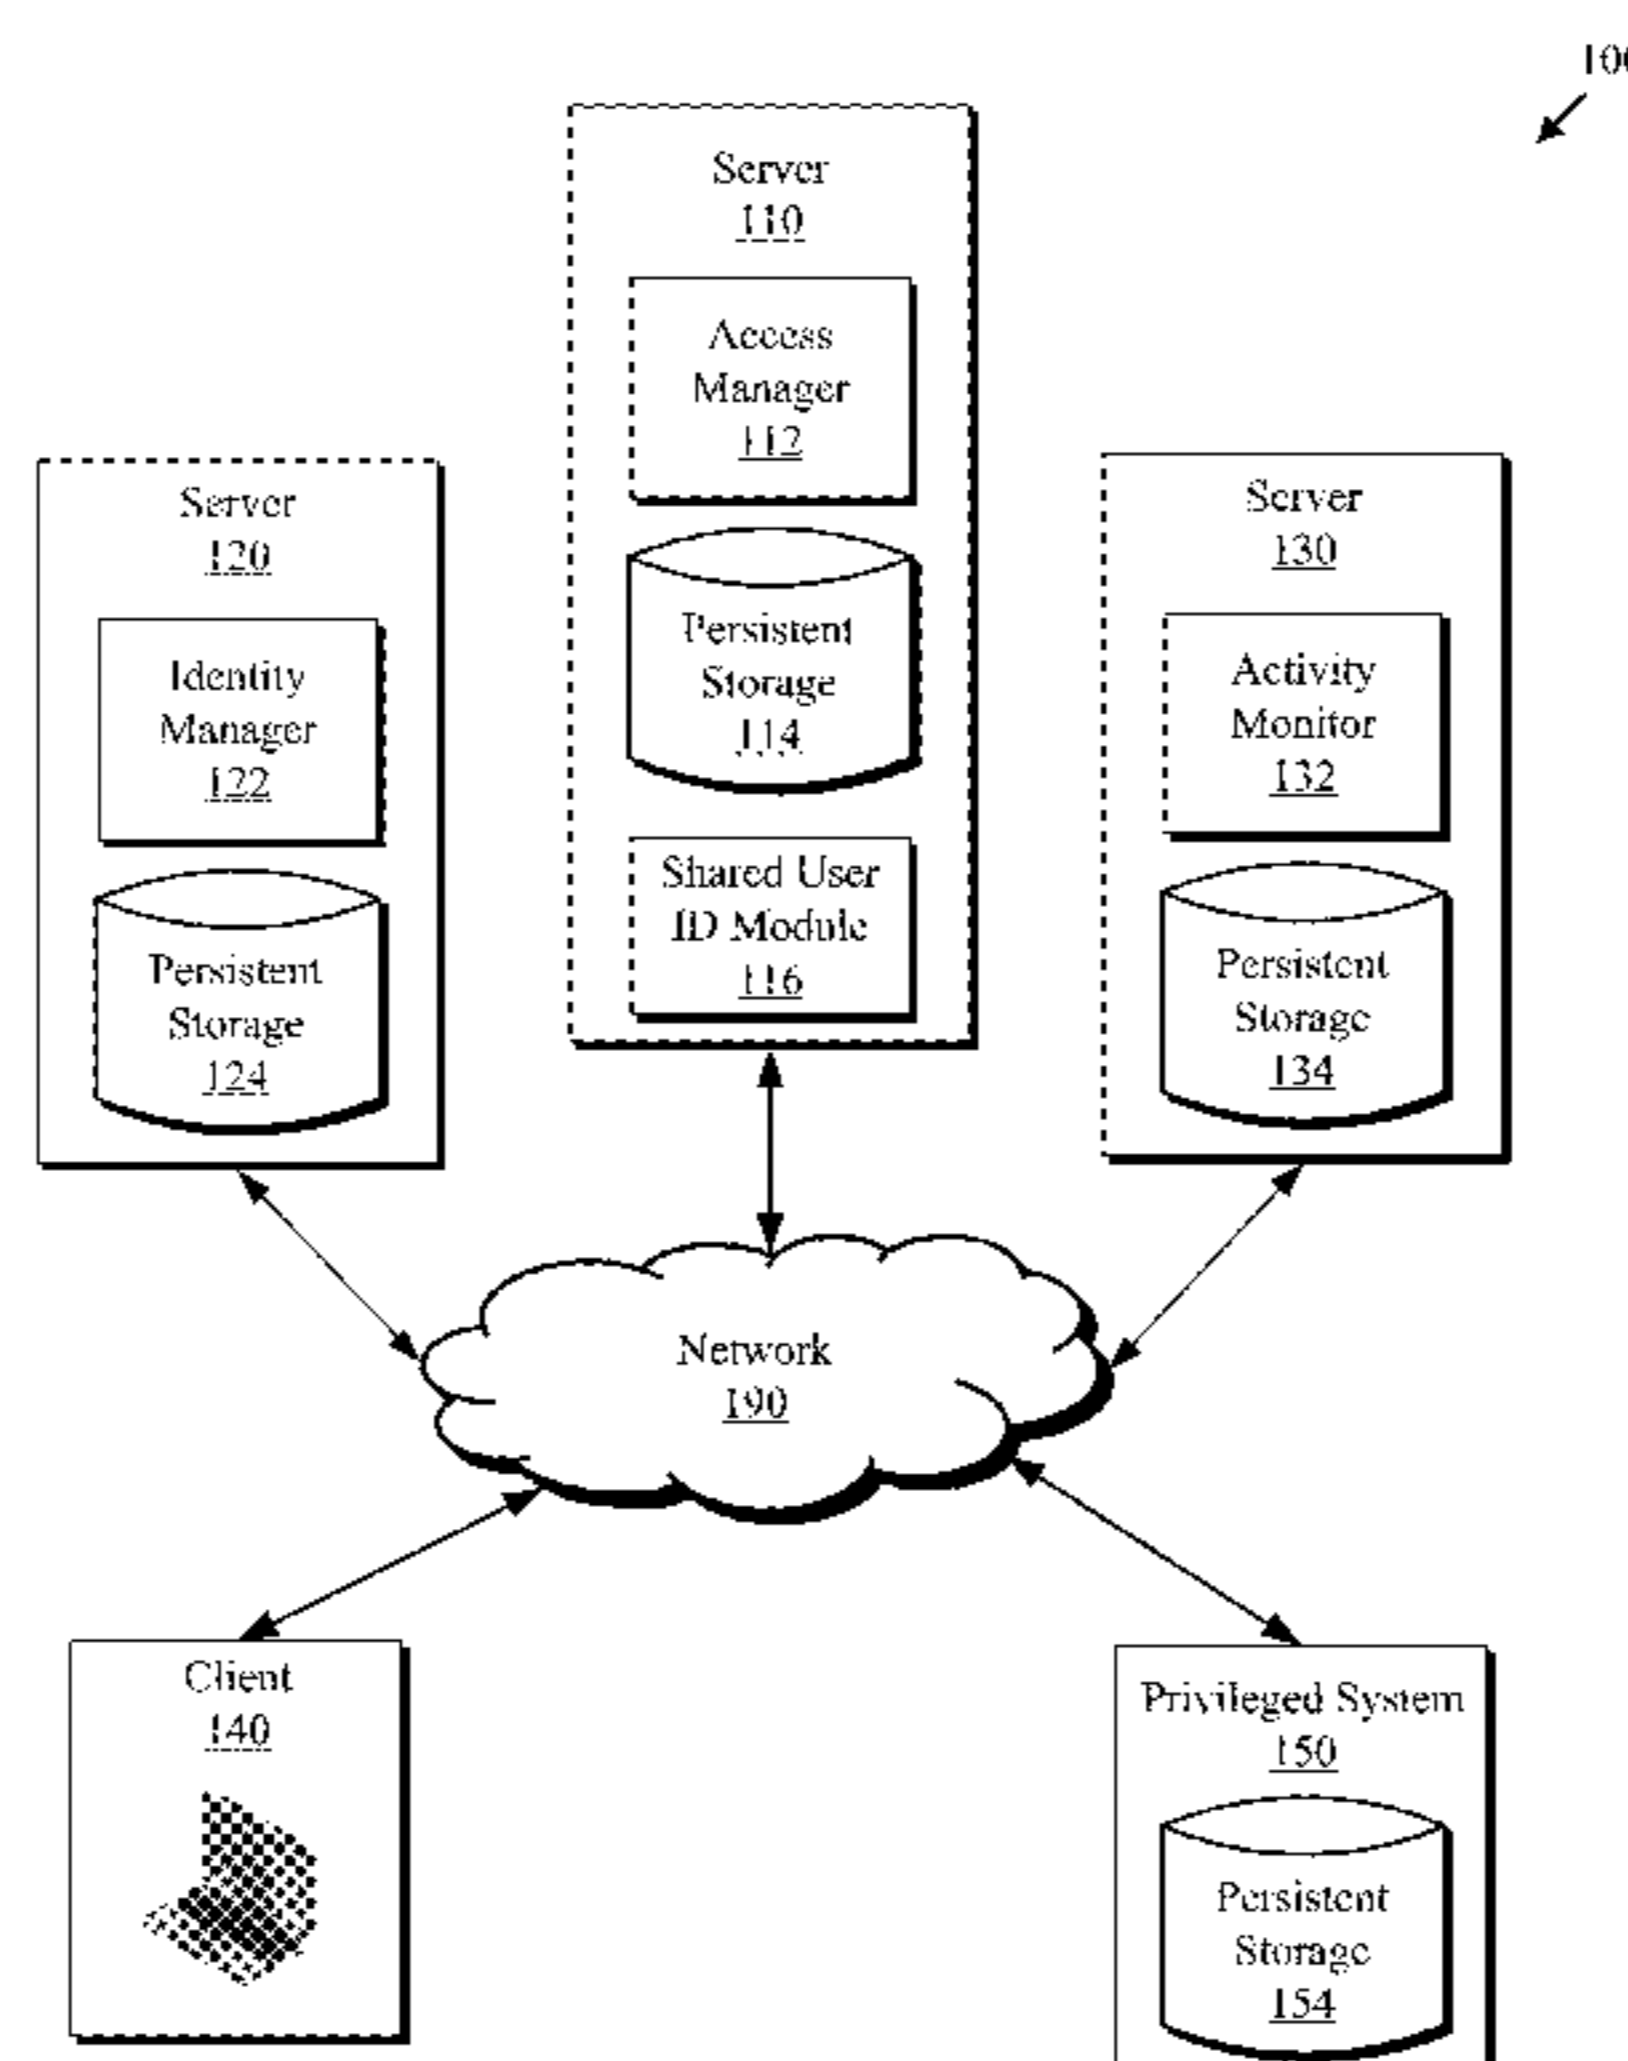 100
Server
110
Access
Manager
112
Persistent
Storage
114
Shared User
ID Module
116
Server
120
Identity
Manager
122
Persistent
Storage
124
Server
130
Activity
Monitor
132
Persistent
Storage
134
Network
190
Client
140
Privileged System
150
Persistent
Storage
154